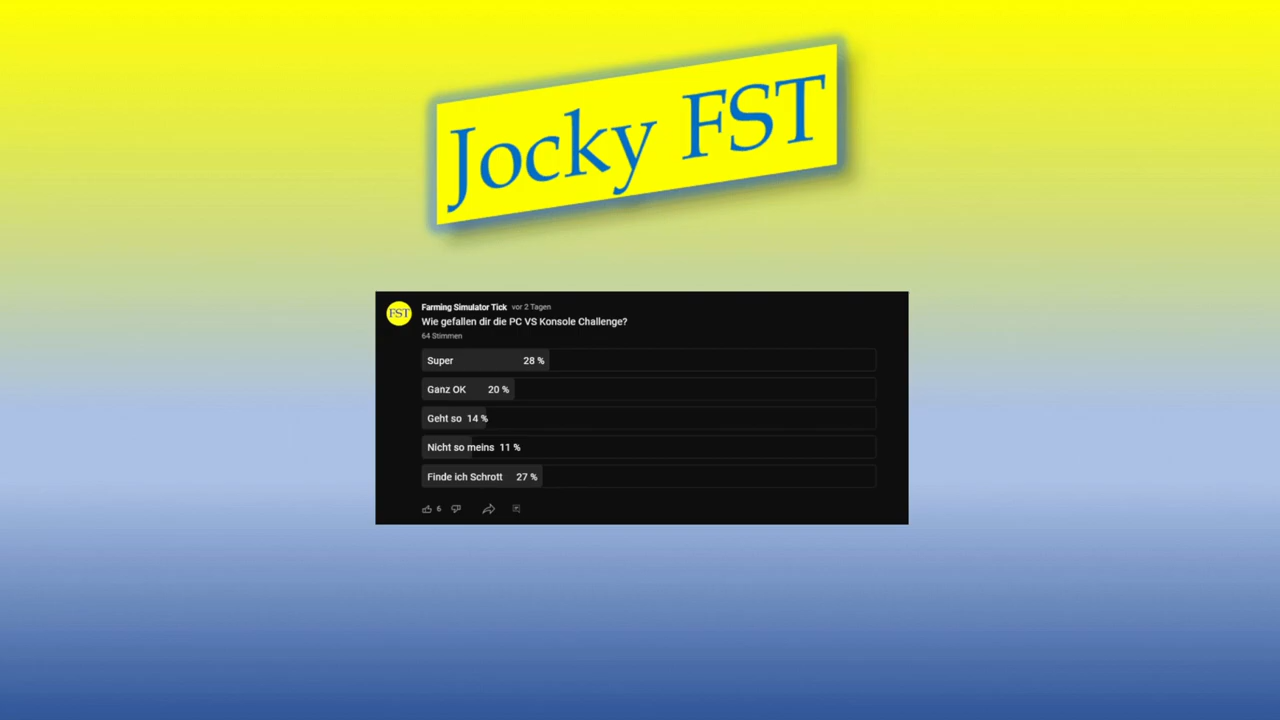 Jocky FST
FST
Farming Simulator Tick vor 2 Tagen
Wie gefallen dir die PC VS Konsole Challenge?
64 Stimmen
Super 28 %
Ganz OK 20 %
Geht so 14 %
Nicht so meins 11 %
Finde ich Schrott 27 %
6